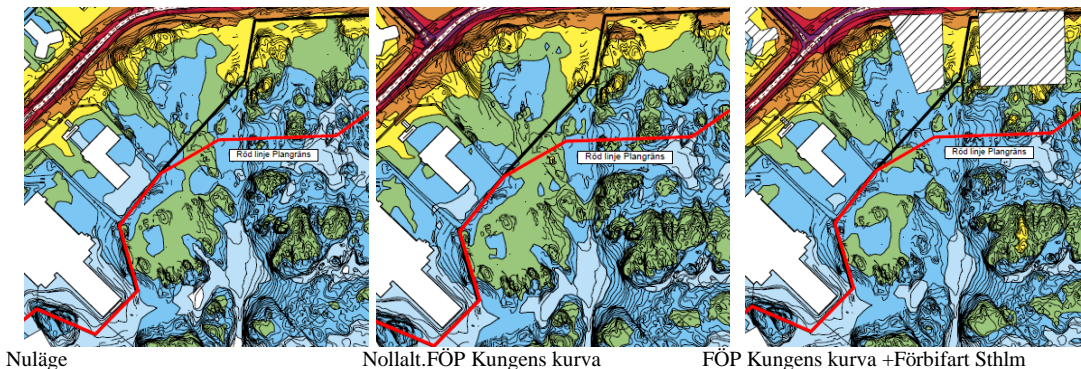 Röd linje Plangräns
Röd linje Plangräns
Röd linje Plangräns
Nuläge
Nollalt.FÖP Kungens kurva
FÖP Kungens kurva +Förbifart Sthlm